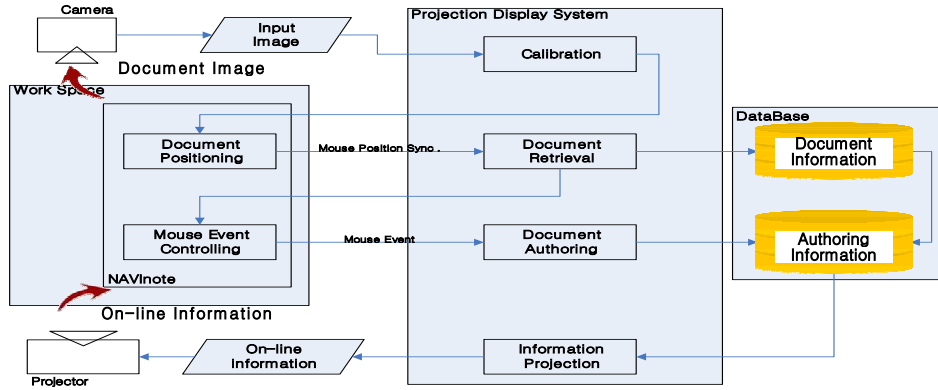 Camera
Input
Image
Projection Display System
Calibration
Document Image
Work Space
DataBase
Document
Positioning
Mouse Position Sync .
Document
Retrieval
Document
Information
Mouse Event
Controlling
Mouse Event
Document
Authoring
Authoring
Information
NAVInote
On-line Information
On-line
Information
Information
Projection
Projector